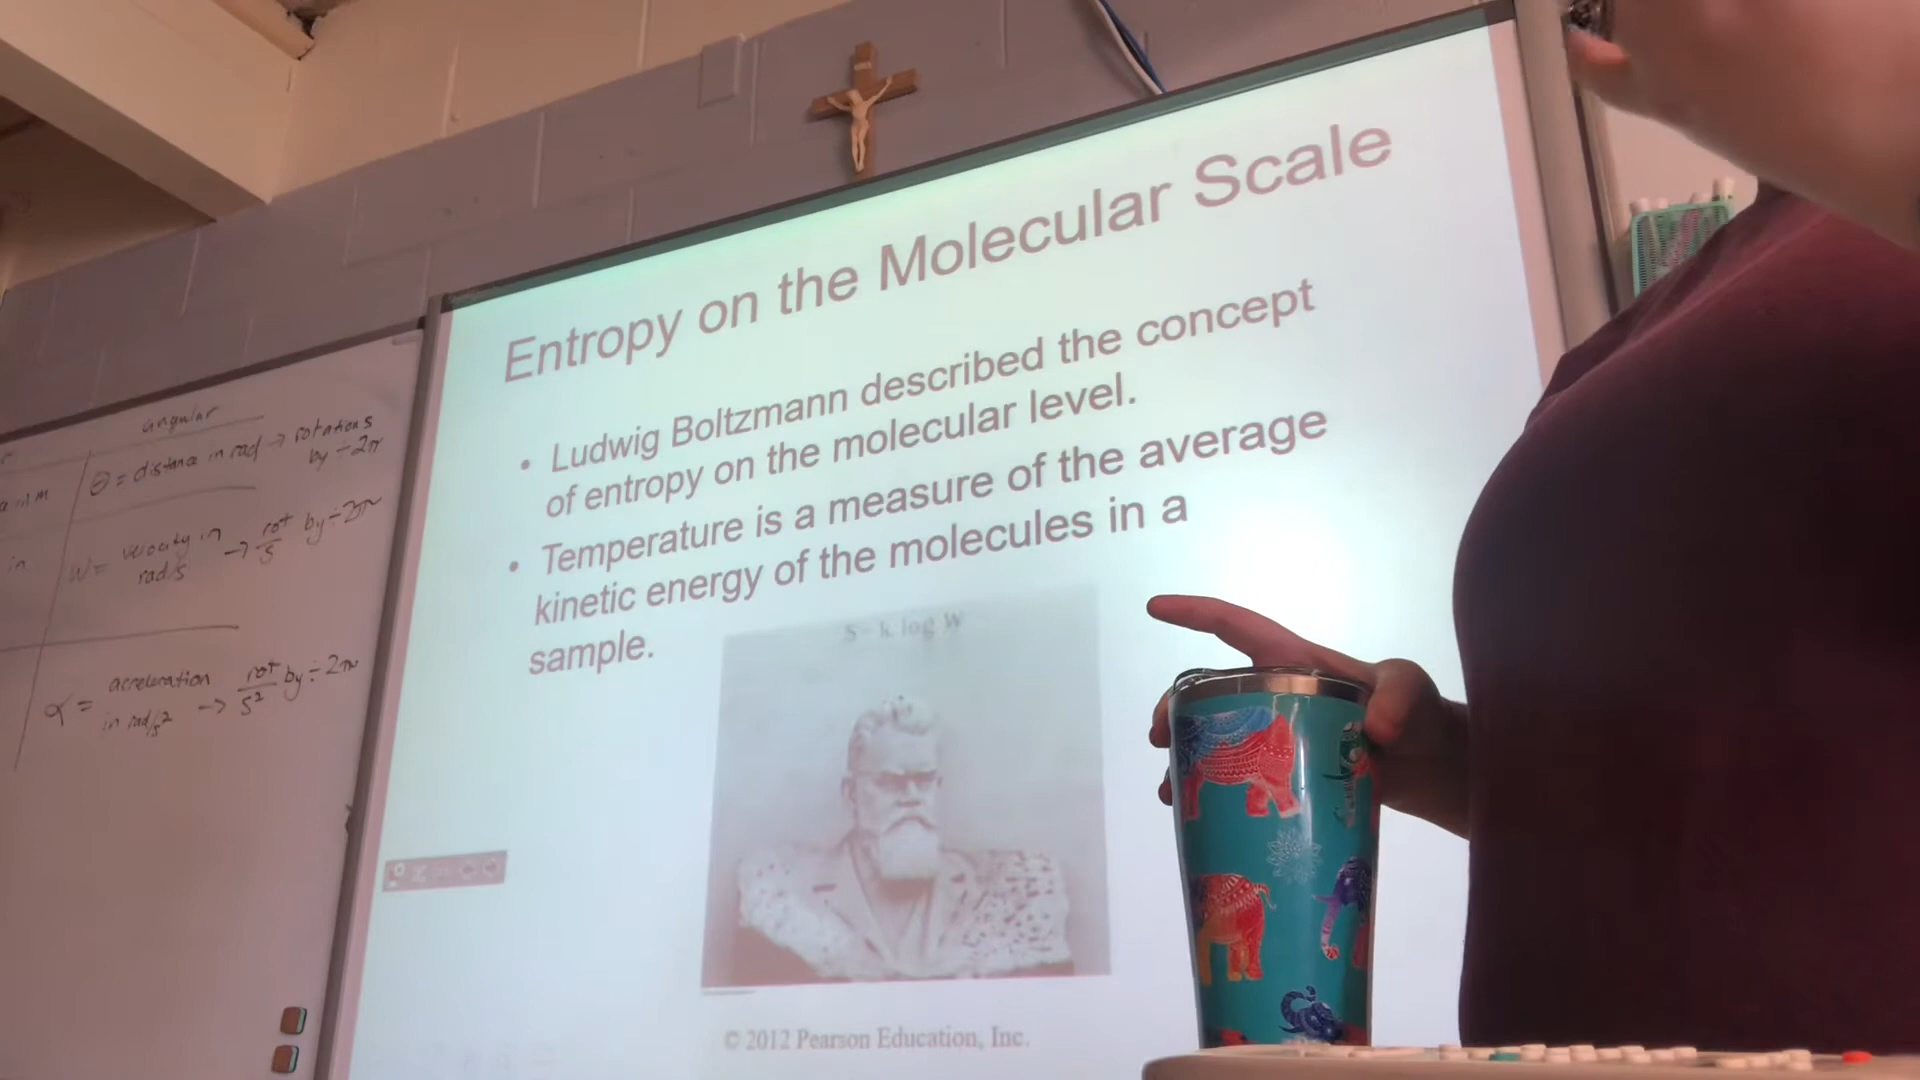 Entropy on the Molecular Scale
• Ludwig Boltzmann described the concept
of entropy on the molecular level.
• Temperature is a measure of the average
kinetic energy of the molecules in a
sample.
S = k. log W
© 2012 Pearson Education, Inc.
angular
θ = distance in rad → rotations
by ÷ 2π
in m
in
W = velocity in
rad/s
→ rot/s by ÷ 2π
α = acceleration
in rad/s²
→ rot/s² by ÷ 2π